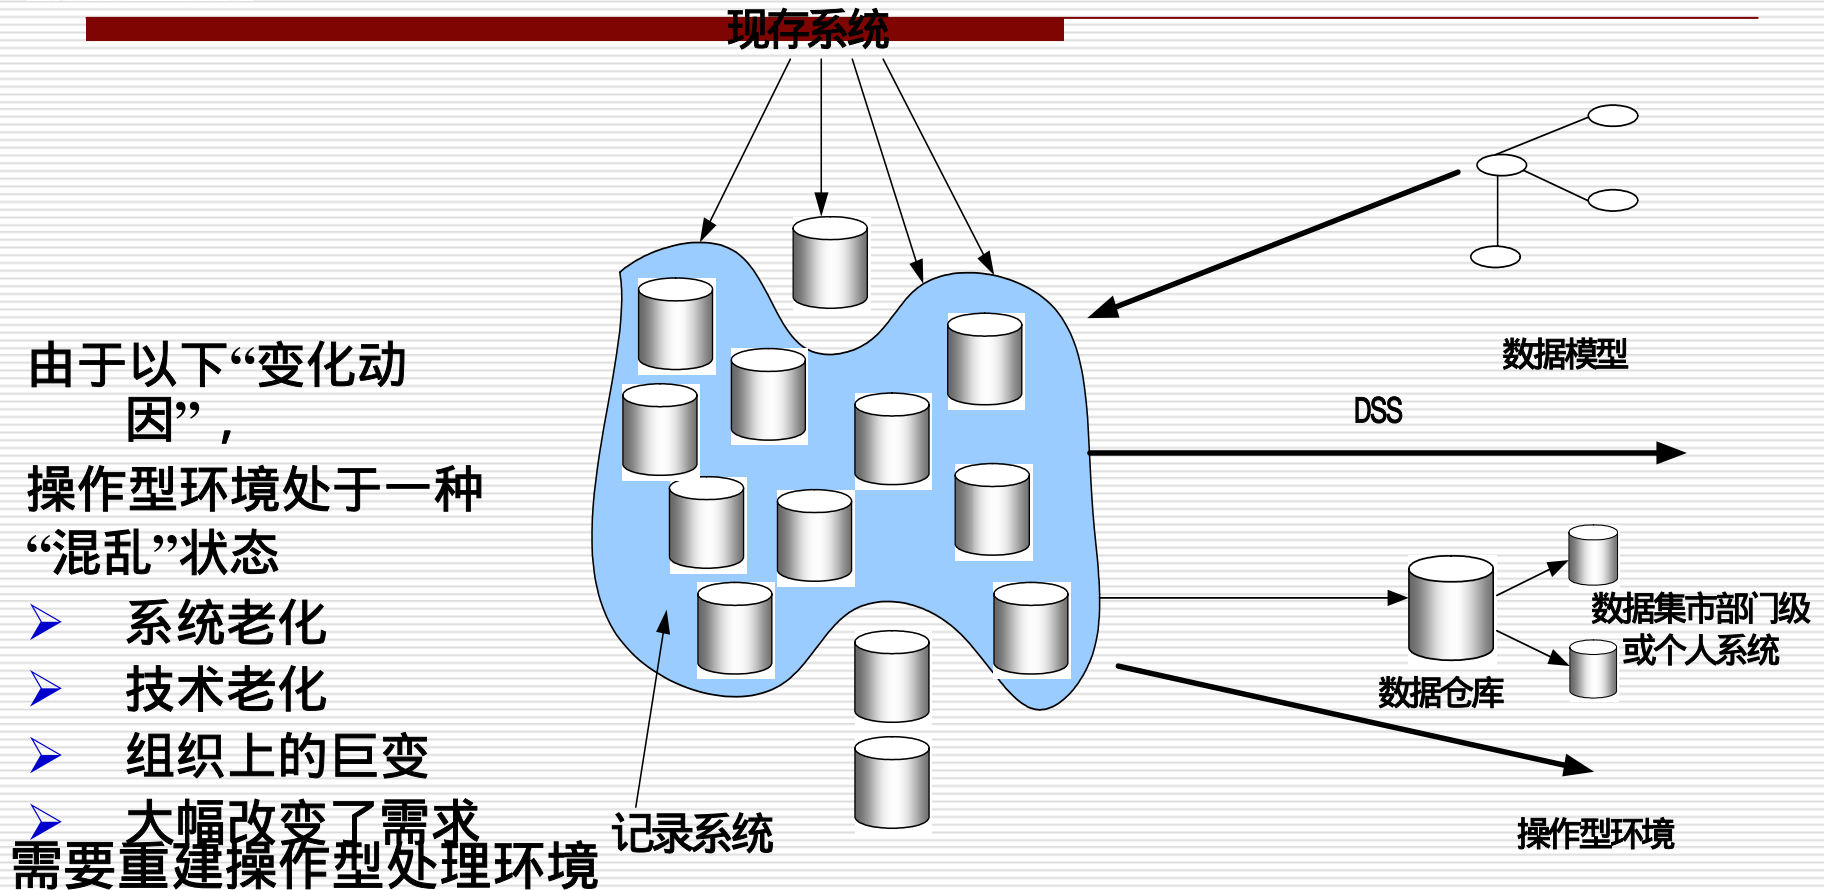 现存系统
由于以下“变化动
因”，
操作型环境处于一种
“混乱”状态
系统老化
技术老化
组织上的巨变
大幅改变了需求
需要重建操作型处理环境
记录系统
数据模型
DSS
数据集市部门级
或个人系统
数据仓库
操作型环境